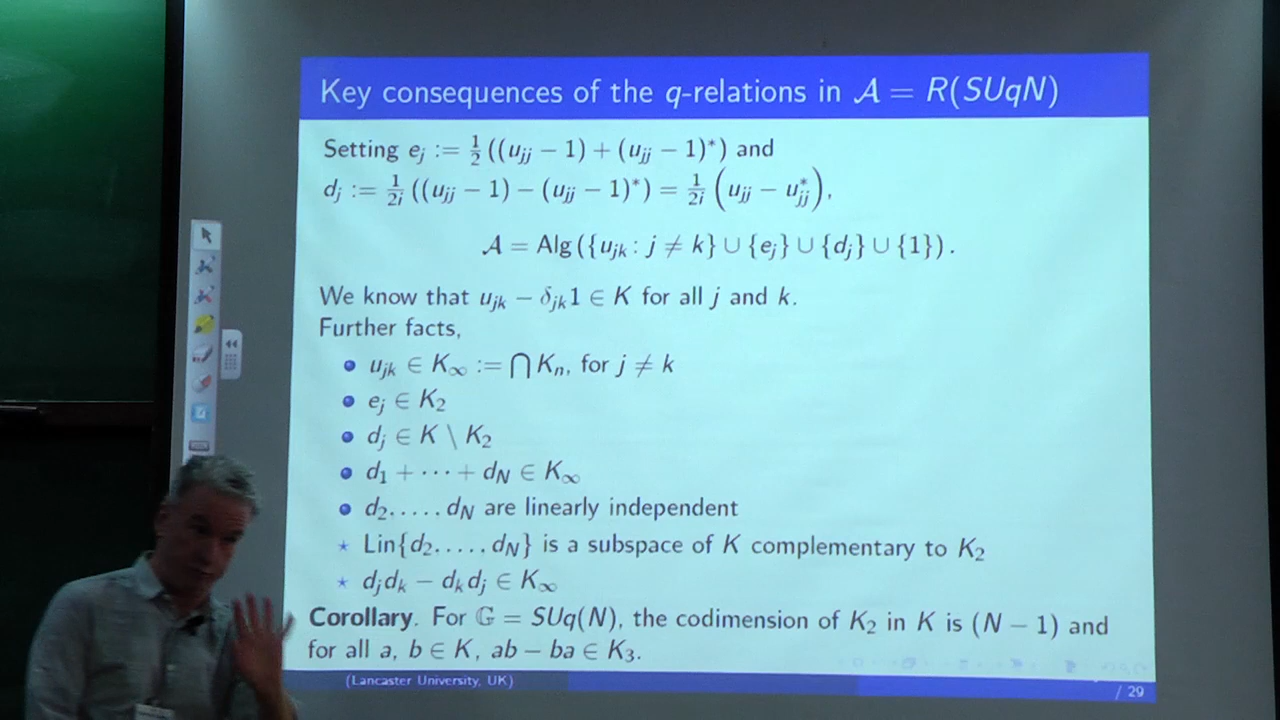 Key consequences of the q-relations in 𝒜 = R(SUqN)
Setting e_j := ½ ((u_jj − 1) + (u_jj − 1)*) and
d_j := 1/2i ((u_jj − 1) − (u_jj − 1)*) = 1/2i (u_jj − u*_jj),
𝒜 = Alg ({u_jk : j ≠ k} ∪ {e_j} ∪ {d_j} ∪ {1}) .
We know that u_jk − δ_jk 1 ∈ K for all j and k.
Further facts,
• u_jk ∈ K_∞ := ⋂ K_n, for j ≠ k
• e_j ∈ K_2
• d_j ∈ K \ K_2
• d_1 + ⋯ + d_N ∈ K_∞
• d_2, . . . , d_N are linearly independent
⋆ Lin{d_2, . . . , d_N} is a subspace of K complementary to K_2
⋆ d_j d_k − d_k d_j ∈ K_∞
Corollary. For 𝔾 = SUq(N), the codimension of K_2 in K is (N − 1) and
for all a, b ∈ K, ab − ba ∈ K_3.
(Lancaster University, UK)
/ 29